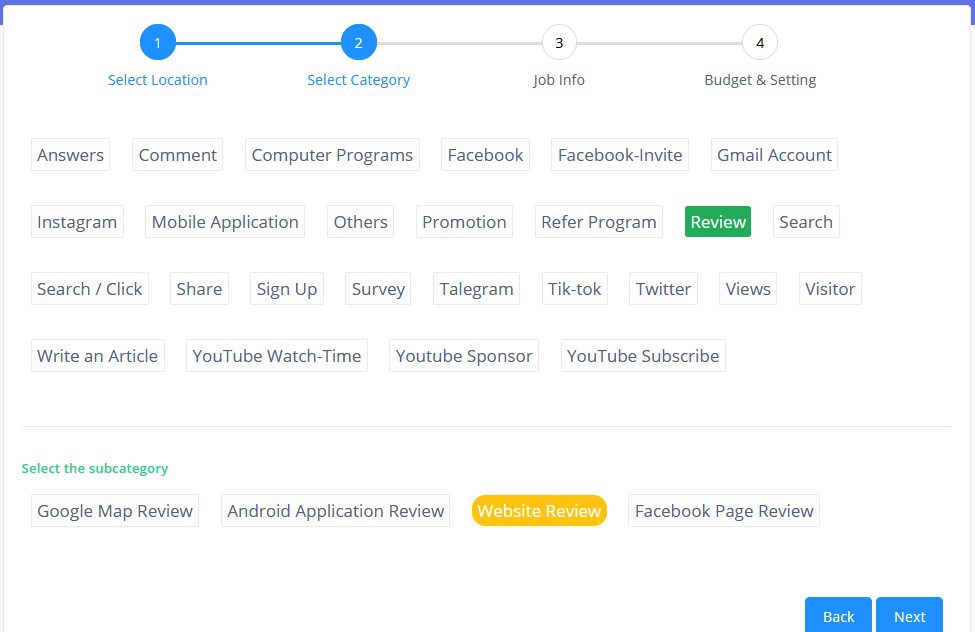 1 2 3 4
Select Location Select Category Job Info Budget & Setting
Answers Comment Computer Programs Facebook Facebook-Invite Gmail Account
Instagram Mobile Application Others Promotion Refer Program Review Search
Search / Click Share Sign Up Survey Talegram Tik-tok Twitter Views Visitor
Write an Article YouTube Watch-Time Youtube Sponsor YouTube Subscribe
Select the subcategory
Google Map Review Android Application Review Website Review Facebook Page Review
Back Next